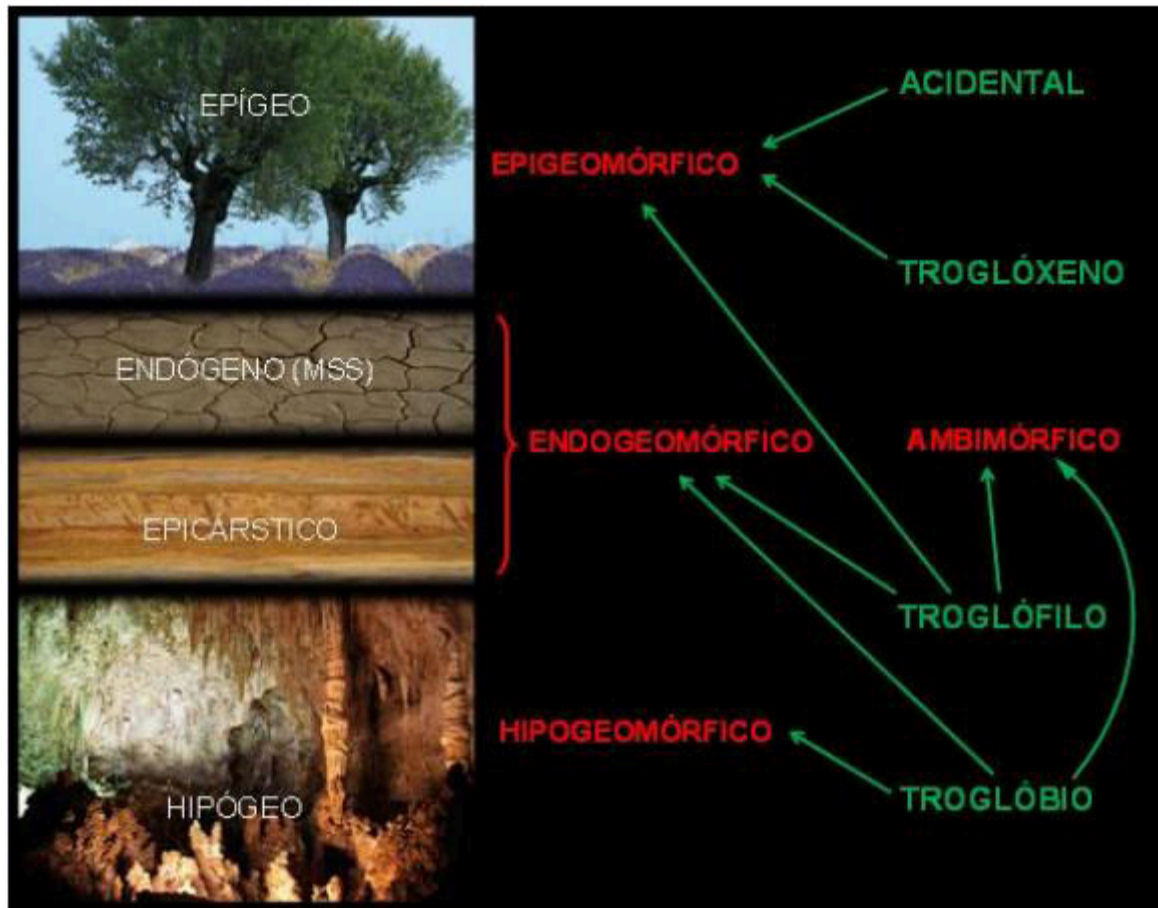 EPÍGEO
ACIDENTAL
EPIGEOMÓRFICO
TROGLÓXENO
ENDÓGENO (MSS)
ENDOGEOMÓRFICO
AMBIMÓRFICO
EPICÁRSTICO
TROGLÓFILO
HIPOGEOMÓRFICO
HIPÓGEO
TROGLÓBIO